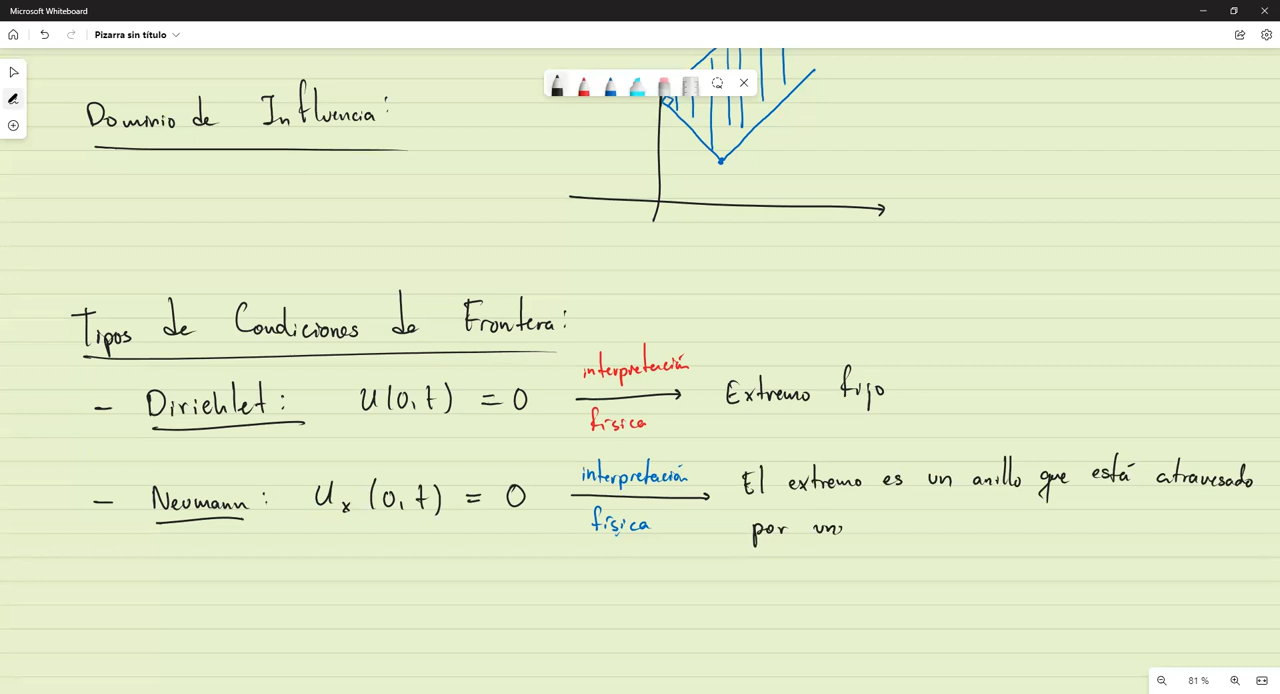 Microsoft Whiteboard
Pizarra sin título
Dominio de Influencia:
Tipos de Condiciones de Frontera:
- Dirichlet: u(0,t) = 0 interpretación física Extremo fijo
- Neumann: u_x(0,t) = 0 interpretación física El extremo es un anillo que está atravesado
por un
81 %